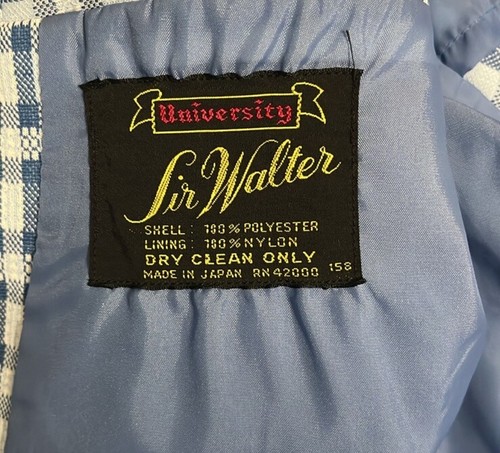 University
Sir Walter
SHELL: 100% POLYESTER
LINING: 100% NYLON
DRY CLEAN ONLY
MADE IN JAPAN RN 42000 158